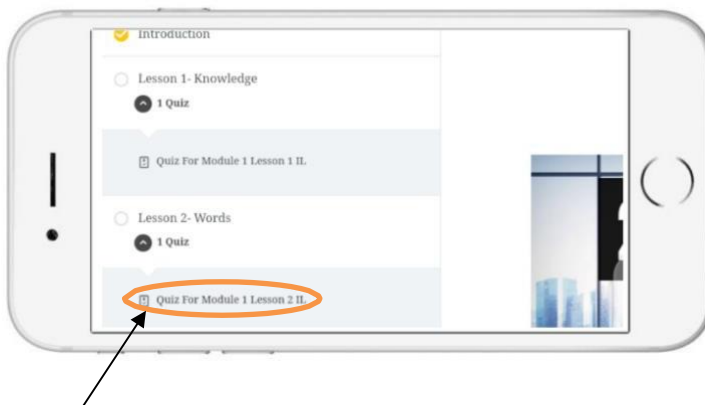 Introduction
Lesson 1- Knowledge
1 Quiz
Quiz For Module 1 Lesson 1 IL
Lesson 2- Words
1 Quiz
Quiz For Module 1 Lesson 2 IL